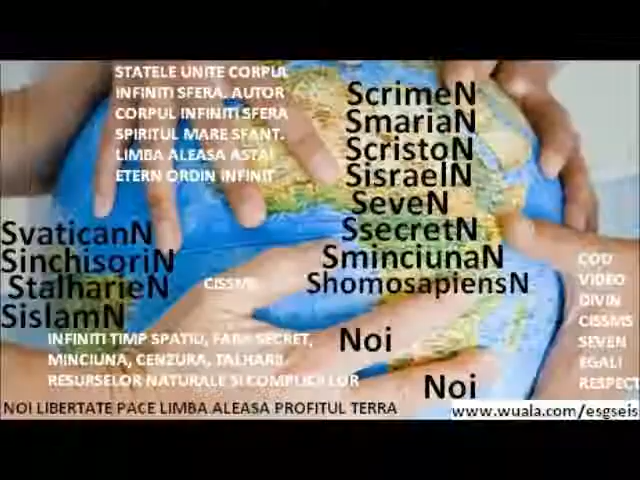 STATELE UNITE CORPUL
INFINITI SFERA. AUTOR
CORPUL INFINITI SFERA
SPIRITUL MARE SFANT.
LIMBA ALEASA ASTA!
ETERN ORDIN INFINIT
ScrimeN
SmariaN
ScristoN
SisraelN
SeveN
SsecretN
SminciunaN
ShomosapiensN
SvaticanN
SinchisoriN
StalharieN
SislamN
CISSMS
INFINITI TIMP SPATIU, FARA SECRET,
MINCIUNA, CENZURA, TALHARII
RESURSELOR NATURALE SI COMPLICILOR
Noi
Noi
COD
VIDEO
DIVIN
CISSMS
SEVEN
EGALI
RESPECT
NOI LIBERTATE PACE LIMBA ALEASA PROFITUL TERRA
www.wuala.com/esgseis